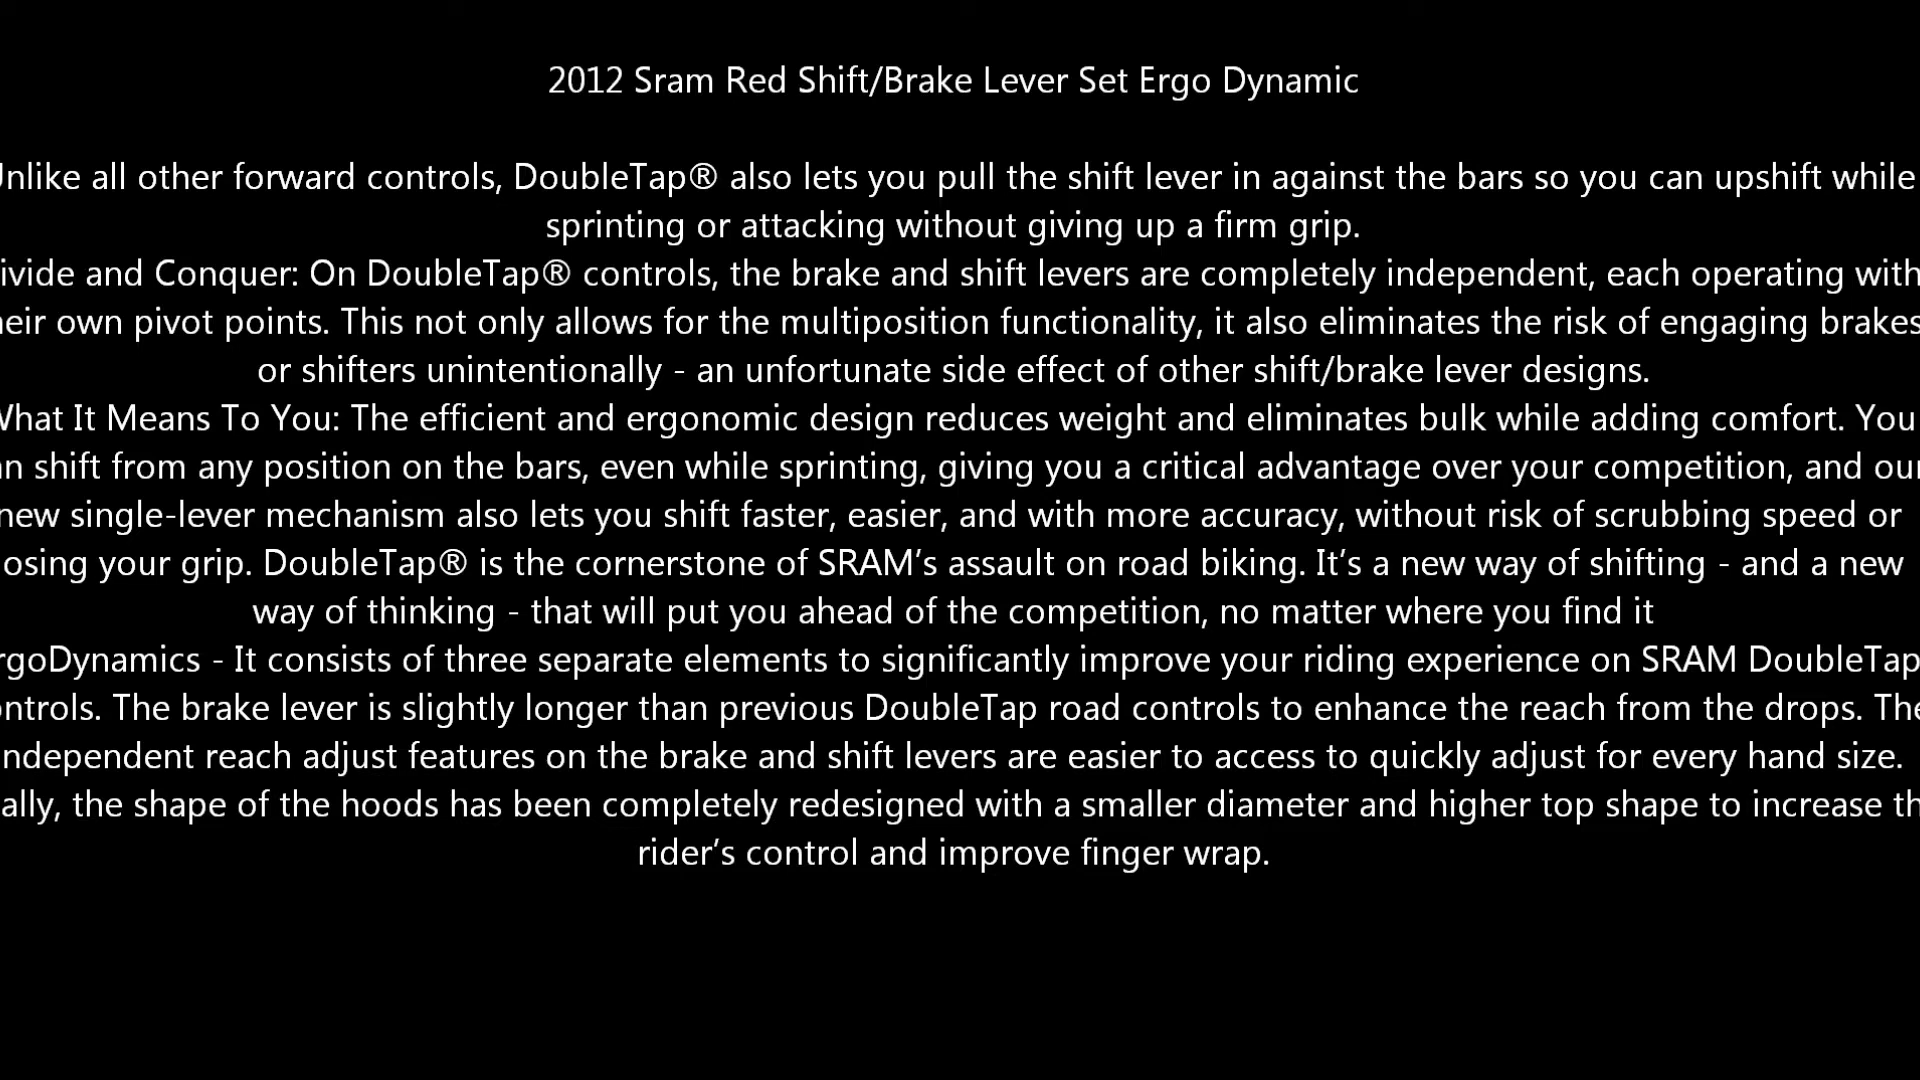 2012 Sram Red Shift/Brake Lever Set Ergo Dynamic
nlike all other forward controls, DoubleTap® also lets you pull the shift lever in against the bars so you can upshift while
sprinting or attacking without giving up a firm grip.
ivide and Conquer: On DoubleTap® controls, the brake and shift levers are completely independent, each operating with
eir own pivot points. This not only allows for the multiposition functionality, it also eliminates the risk of engaging brakes
or shifters unintentionally - an unfortunate side effect of other shift/brake lever designs.
What It Means To You: The efficient and ergonomic design reduces weight and eliminates bulk while adding comfort. You
n shift from any position on the bars, even while sprinting, giving you a critical advantage over your competition, and our
new single-lever mechanism also lets you shift faster, easier, and with more accuracy, without risk of scrubbing speed or
osing your grip. DoubleTap® is the cornerstone of SRAM’s assault on road biking. It’s a new way of shifting - and a new
way of thinking - that will put you ahead of the competition, no matter where you find it
rgoDynamics - It consists of three separate elements to significantly improve your riding experience on SRAM DoubleTap
ntrols. The brake lever is slightly longer than previous DoubleTap road controls to enhance the reach from the drops. The
ndependent reach adjust features on the brake and shift levers are easier to access to quickly adjust for every hand size.
ally, the shape of the hoods has been completely redesigned with a smaller diameter and higher top shape to increase th
rider’s control and improve finger wrap.